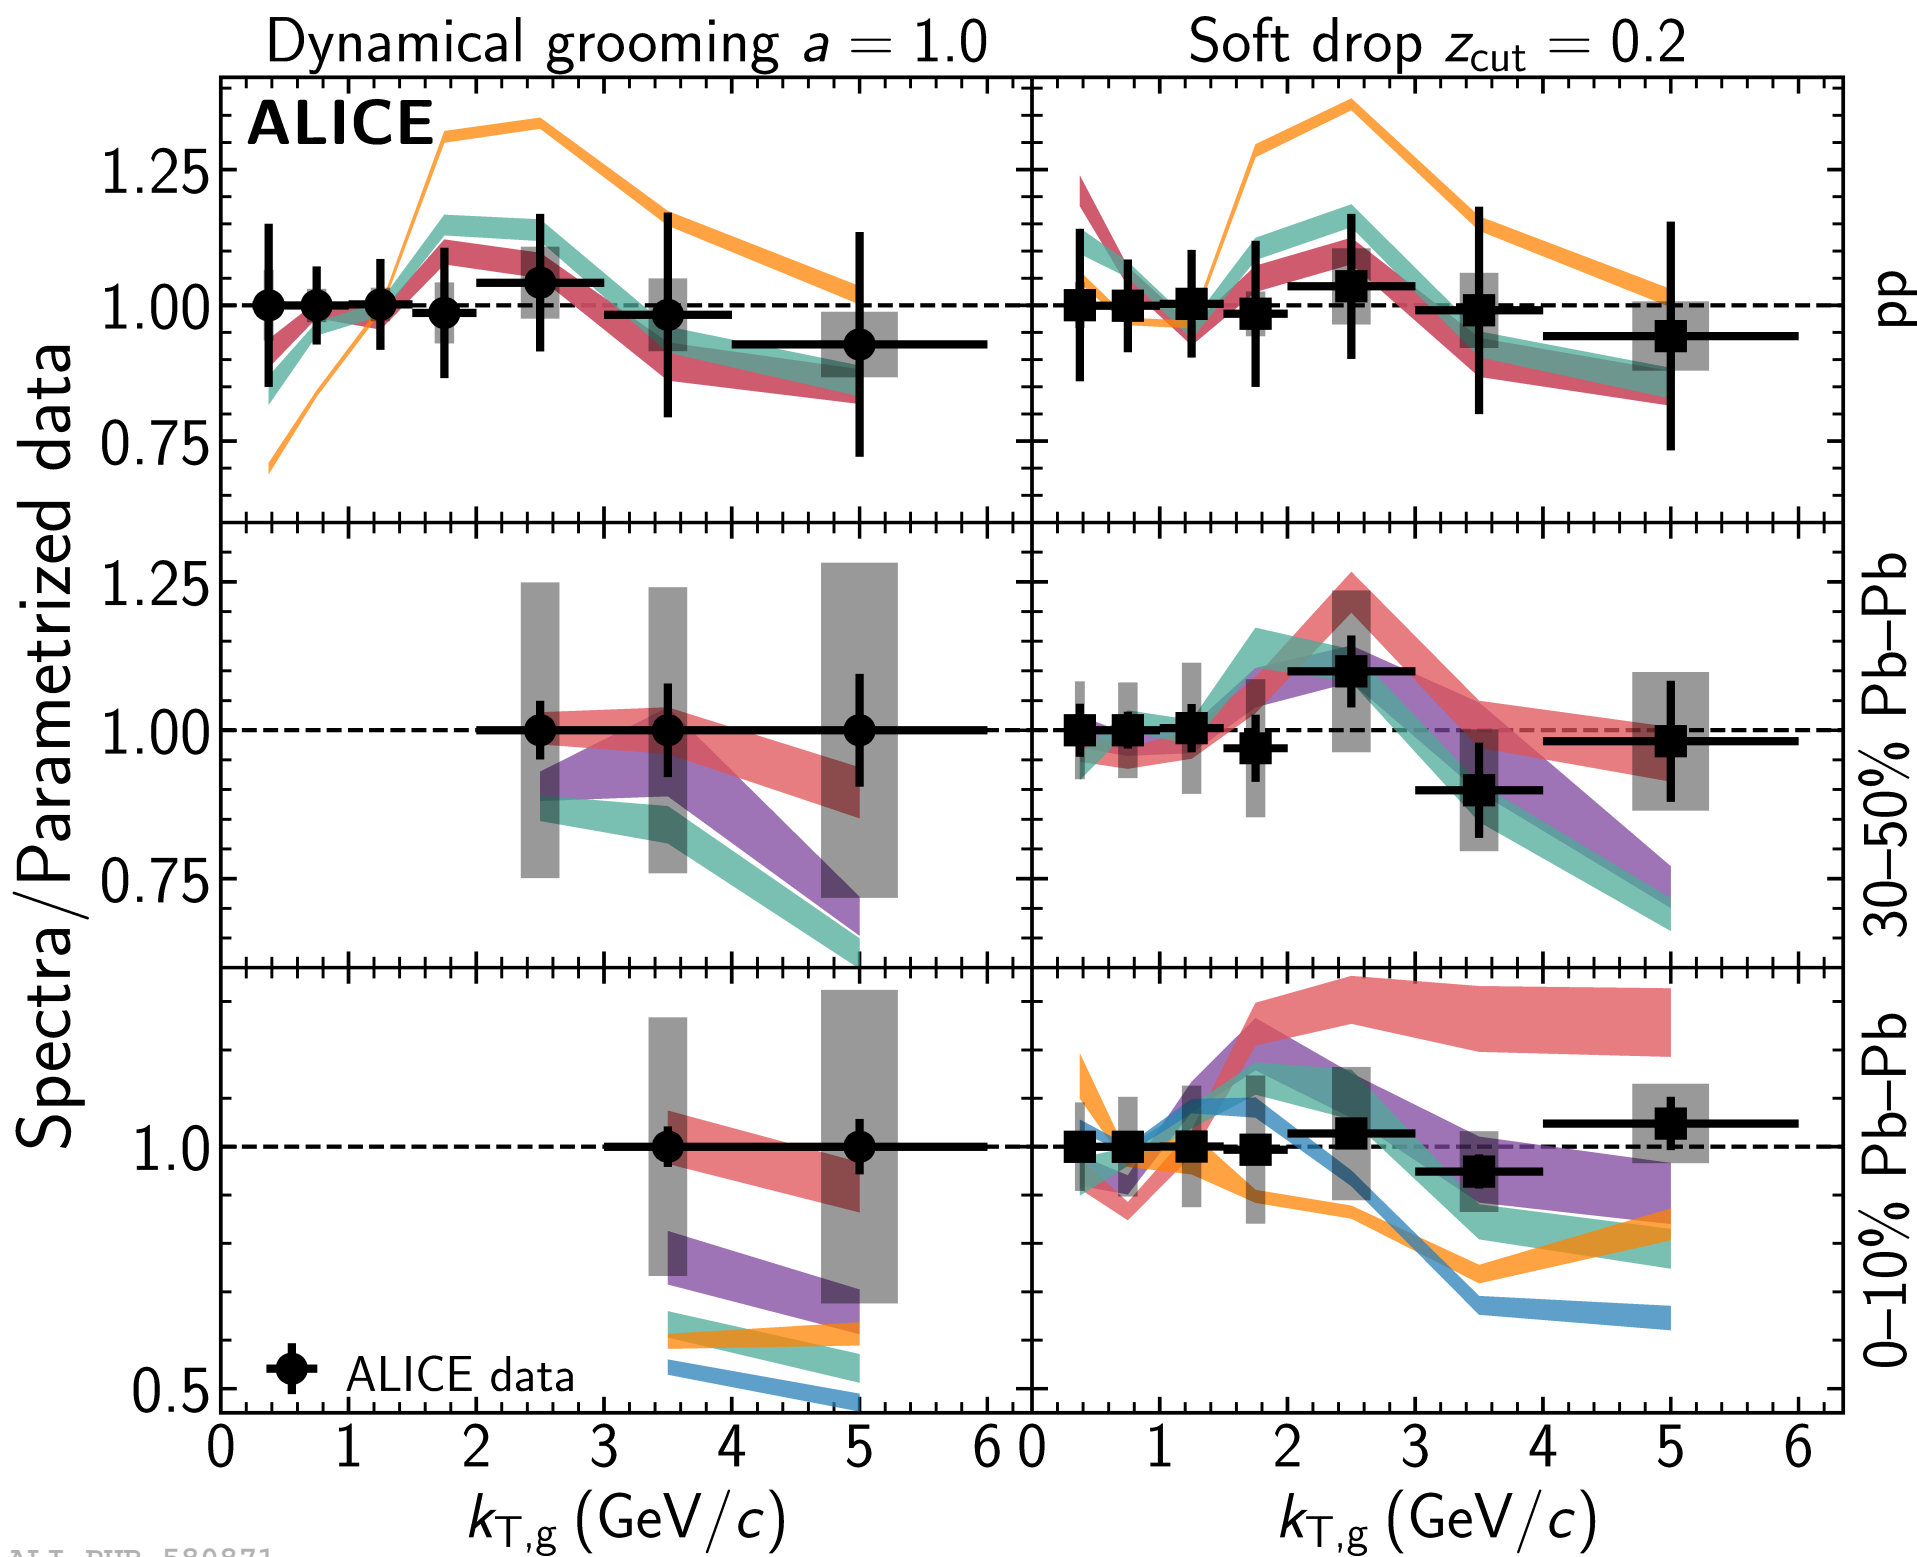 Dynamical grooming a = 1.0
Soft drop z_cut = 0.2
ALICE
1.25
1.00
0.75
pp
Spectra/Parametrized data
1.25
1.00
0.75
30–50% Pb–Pb
1.0
0.5
0–10% Pb–Pb
ALICE data
0 1 2 3 4 5 6
0 1 2 3 4 5 6
k_T,g (GeV/c)
k_T,g (GeV/c)
ALI-PUB-580871